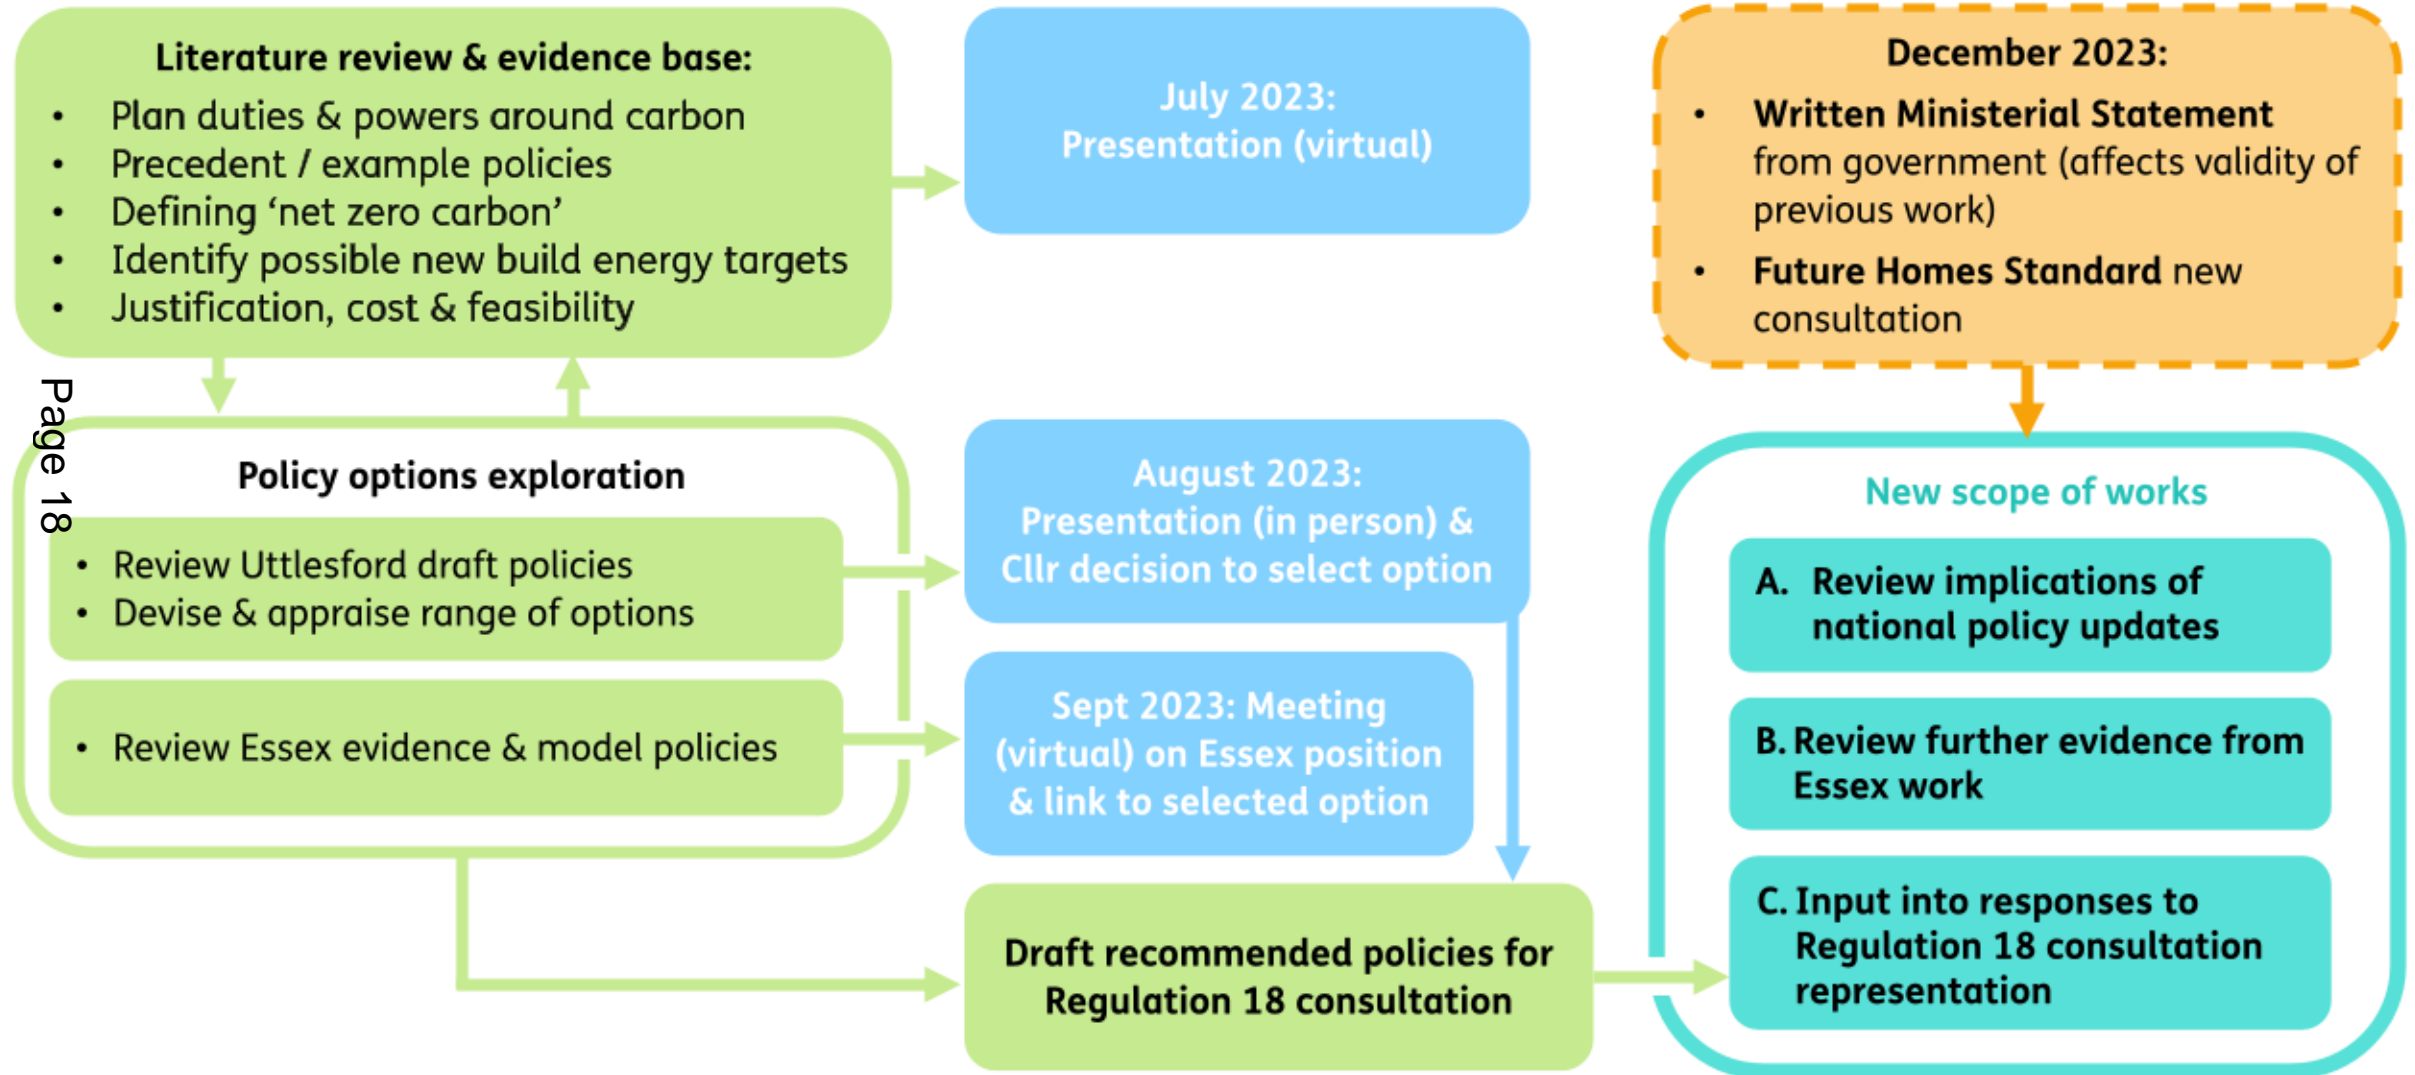 Literature review & evidence base:
• Plan duties & powers around carbon
• Precedent / example policies
• Defining ‘net zero carbon’
• Identify possible new build energy targets
• Justification, cost & feasibility
July 2023:
Presentation (virtual)
December 2023:
• Written Ministerial Statement
from government (affects validity of
previous work)
• Future Homes Standard new
consultation
Page 18
Policy options exploration
• Review Uttlesford draft policies
• Devise & appraise range of options
• Review Essex evidence & model policies
August 2023:
Presentation (in person) &
Cllr decision to select option
Sept 2023: Meeting
(virtual) on Essex position
& link to selected option
Draft recommended policies for
Regulation 18 consultation
New scope of works
A. Review implications of
national policy updates
B. Review further evidence from
Essex work
C. Input into responses to
Regulation 18 consultation
representation